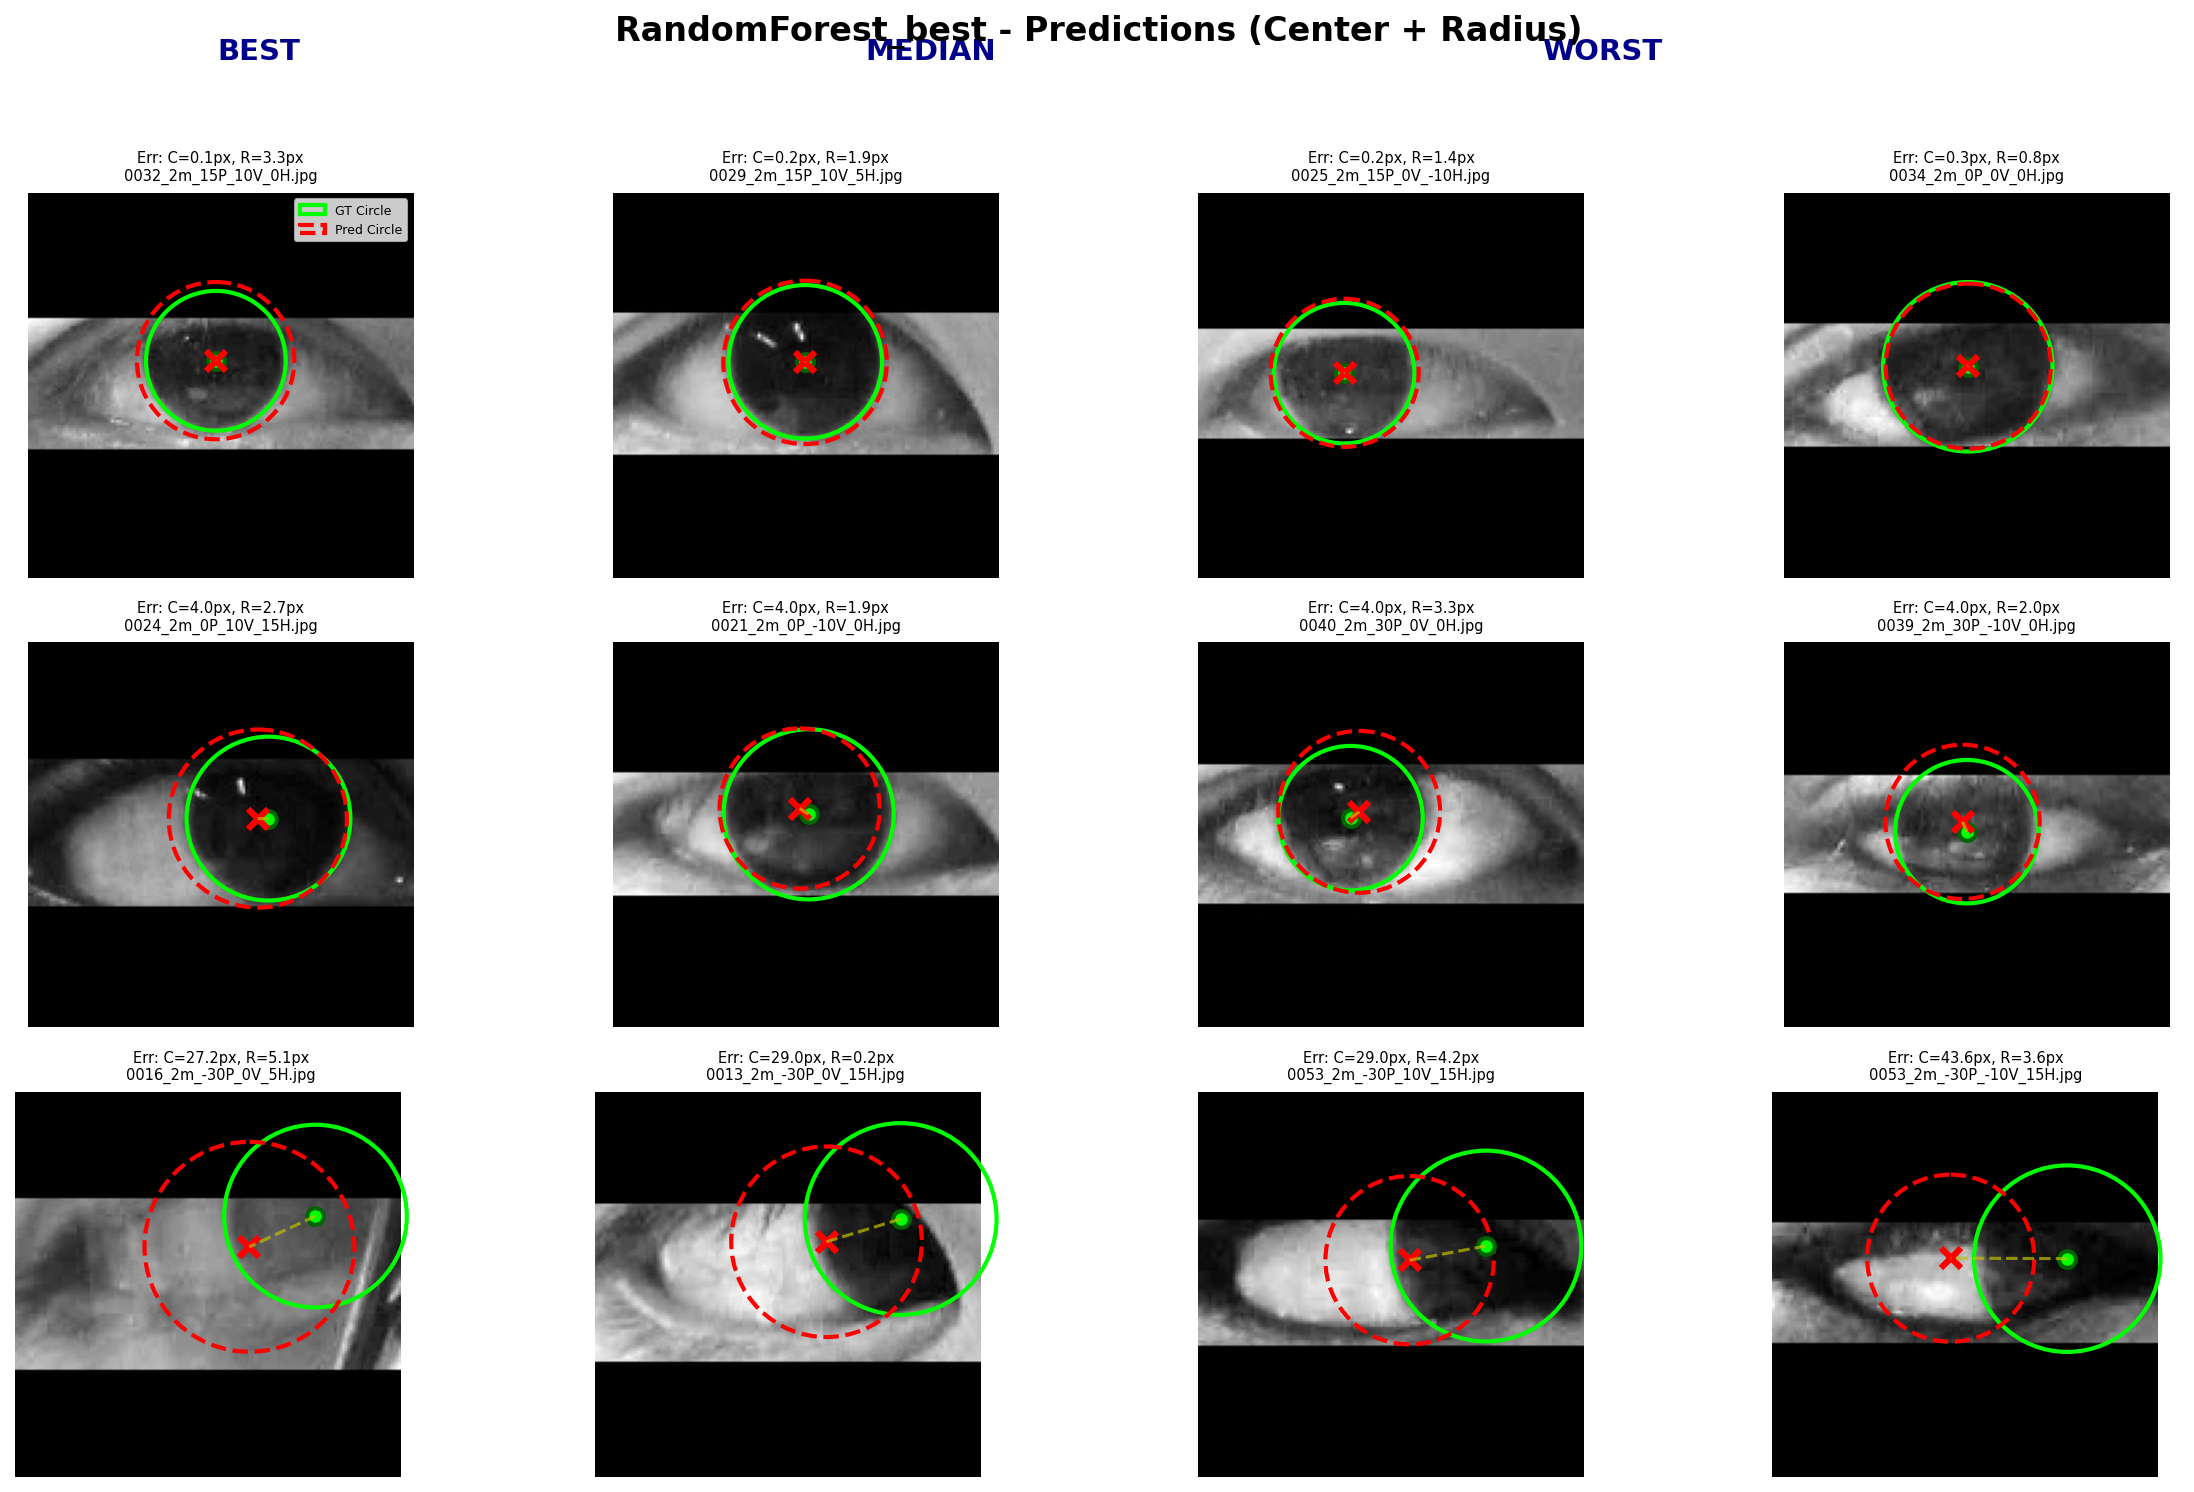 RandomForest_best - Predictions (Center + Radius)
BEST MEDIAN WORST
Err: C=0.1px, R=3.3px
0032_2m_15P_10V_0H.jpg
GT Circle
Pred Circle
Err: C=0.2px, R=1.9px
0029_2m_15P_10V_5H.jpg
Err: C=0.2px, R=1.4px
0025_2m_15P_0V_-10H.jpg
Err: C=0.3px, R=0.8px
0034_2m_0P_0V_0H.jpg
Err: C=4.0px, R=2.7px
0024_2m_0P_10V_15H.jpg
Err: C=4.0px, R=1.9px
0021_2m_0P_-10V_0H.jpg
Err: C=4.0px, R=3.3px
0040_2m_30P_0V_0H.jpg
Err: C=4.0px, R=2.0px
0039_2m_30P_-10V_0H.jpg
Err: C=27.2px, R=5.1px
0016_2m_-30P_0V_5H.jpg
Err: C=29.0px, R=0.2px
0013_2m_-30P_0V_15H.jpg
Err: C=29.0px, R=4.2px
0053_2m_-30P_10V_15H.jpg
Err: C=43.6px, R=3.6px
0053_2m_-30P_-10V_15H.jpg